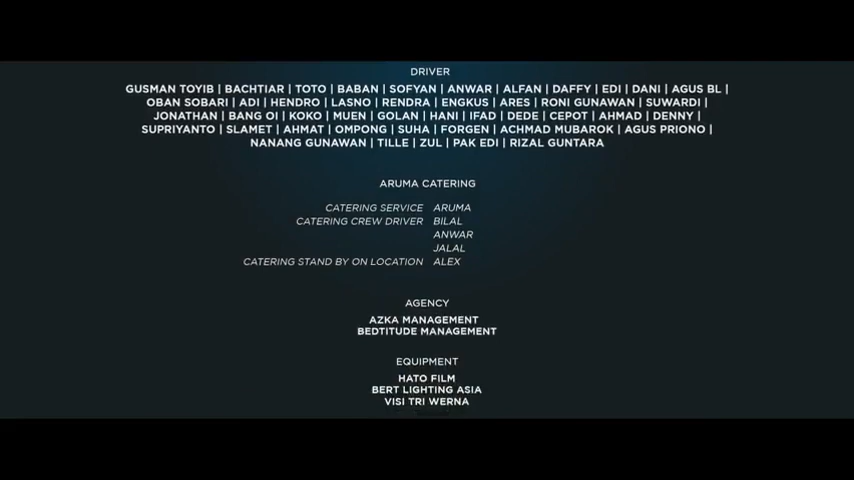 DRIVER
GUSMAN TOYIB | BACHTIAR | TOTO | BABAN | SOFYAN | ANWAR | ALFAN | DAFFY | EDI | DANI | AGUS BL |
OBAN SOBARI | ADI | HENDRO | LASNO | RENDRA | ENGKUS | ARES | RONI GUNAWAN | SUWARDI |
JONATHAN | BANG OI | KOKO | MUEN | GOLAN | HANI | IFAD | DEDE | CEPOT | AHMAD | DENNY |
SUPRIYANTO | SLAMET | AHMAT | OMPONG | SUHA | FORGEN | ACHMAD MUBAROK | AGUS PRIONO |
NANANG GUNAWAN | TILLE | ZUL | PAK EDI | RIZAL GUNTARA
ARUMA CATERING
CATERING SERVICE ARUMA
CATERING CREW DRIVER BILAL
ANWAR
JALAL
CATERING STAND BY ON LOCATION ALEX
AGENCY
AZKA MANAGEMENT
BEDTITUDE MANAGEMENT
EQUIPMENT
HATO FILM
BERT LIGHTING ASIA
VISI TRI WERNA